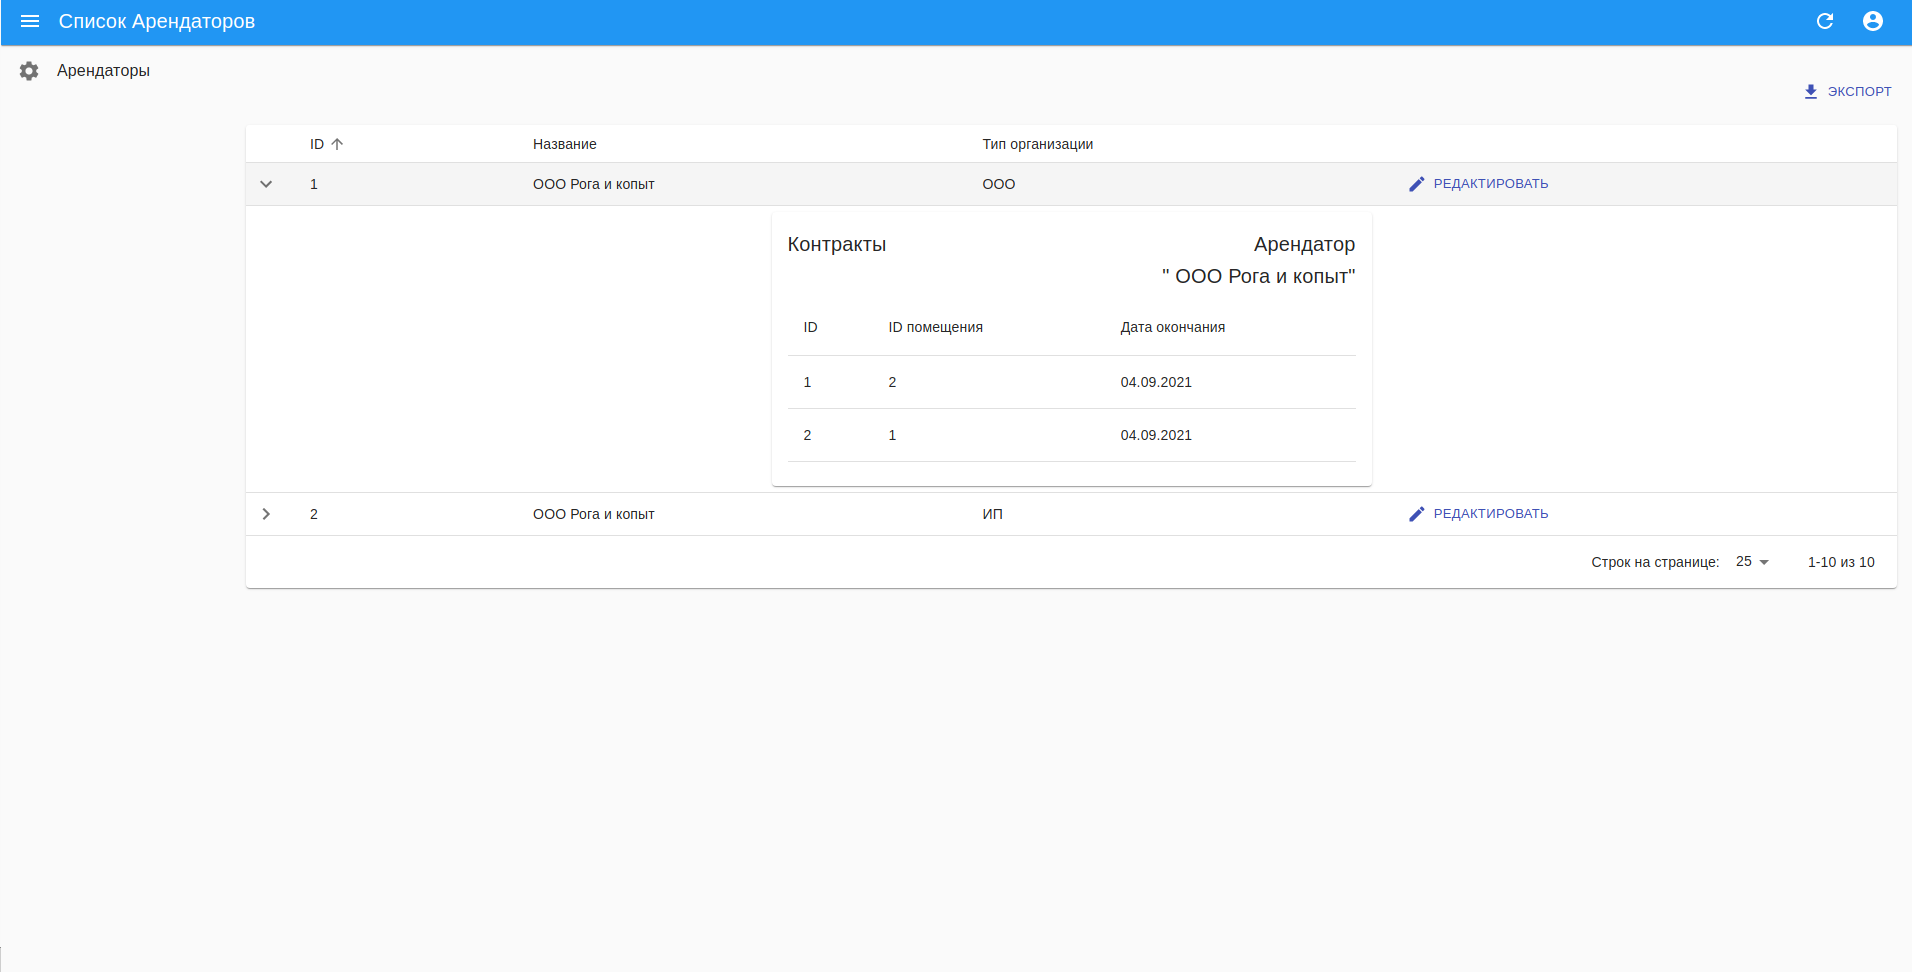 Список Арендаторов
Арендаторы
ЭКСПОРТ
ID Название Тип организации
1 ООО Рога и копыт ООО РЕДАКТИРОВАТЬ
Контракты Арендатор
" ООО Рога и копыт"
ID ID помещения Дата окончания
1 2 04.09.2021
2 1 04.09.2021
2 ООО Рога и копыт ИП РЕДАКТИРОВАТЬ
Строк на странице: 25 1-10 из 10